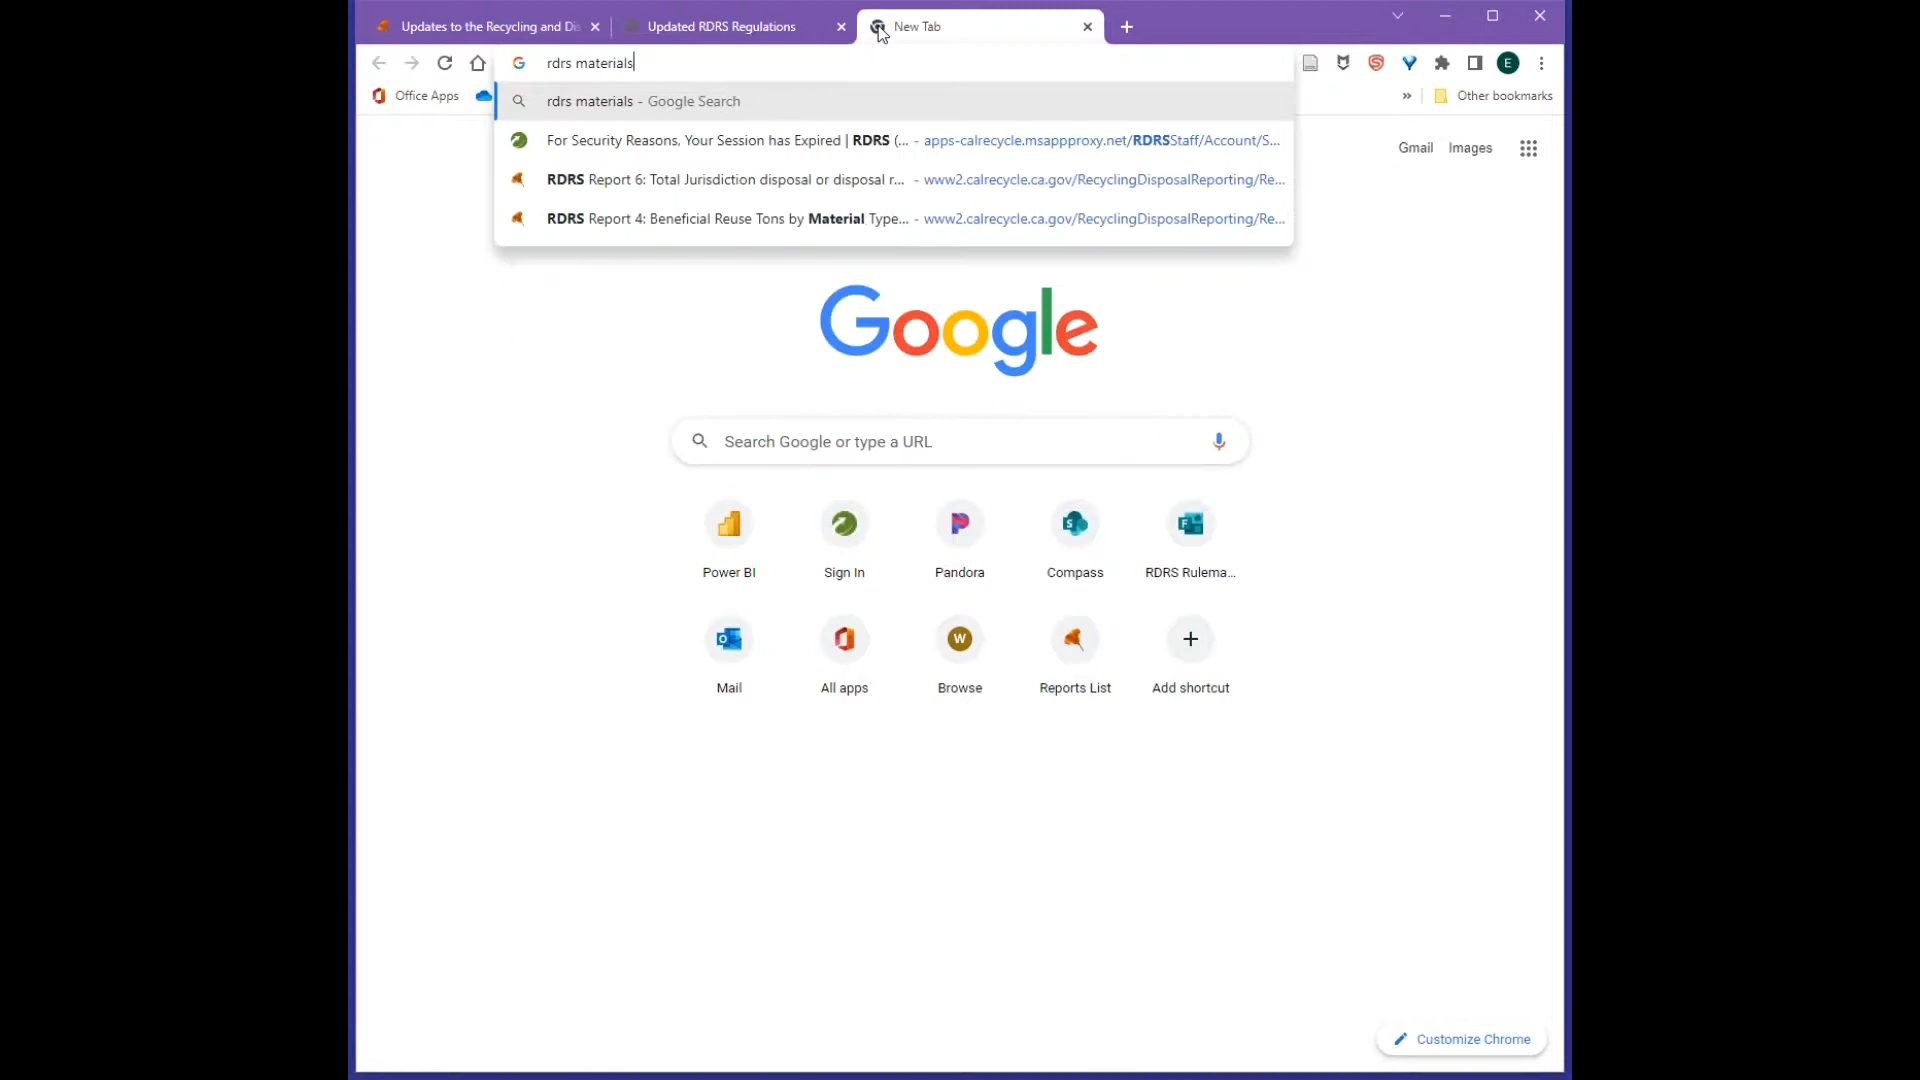 Updates to the Recycling and Di
Updated RDRS Regulations
New Tab
rdrs materials
E
Office Apps
Other bookmarks
rdrs materials - Google Search
For Security Reasons, Your Session has Expired | RDRS (... - apps-calrecycle.msappproxy.net/RDRSStaff/Account/S...
RDRS Report 6: Total Jurisdiction disposal or disposal r... - www2.calrecycle.ca.gov/RecyclingDisposalReporting/Re...
RDRS Report 4: Beneficial Reuse Tons by Material Type... - www2.calrecycle.ca.gov/RecyclingDisposalReporting/Re...
Gmail Images
Google
Search Google or type a URL
Power BI
Sign In
Pandora
Compass
RDRS Rulema...
W
Mail
All apps
Browse
Reports List
Add shortcut
Customize Chrome